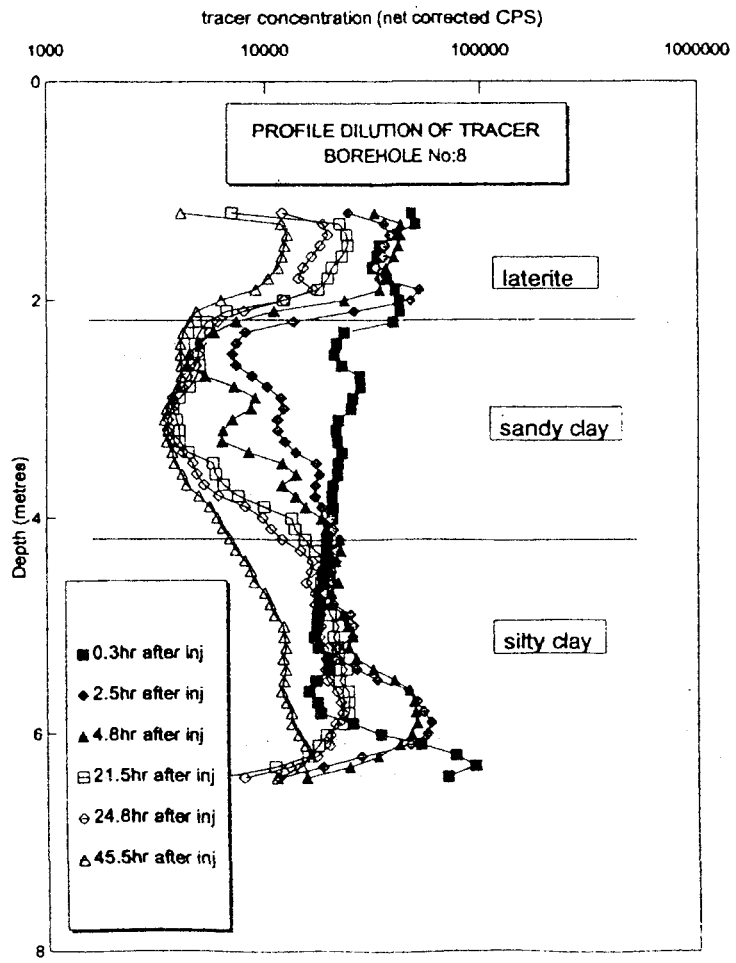 tracer concentration (net corrected CPS)
1000 10000 1000000 1000000
0
PROFILE DILUTION OF TRACER
BOREHOLE No:8
laterite
2
sandy clay
Depth (metres)
4
silty clay
0.3hr after inj
2.5hr after inj
4.8hr after inj
21.5hr after inj
24.8hr after inj
45.5hr after inj
6
8